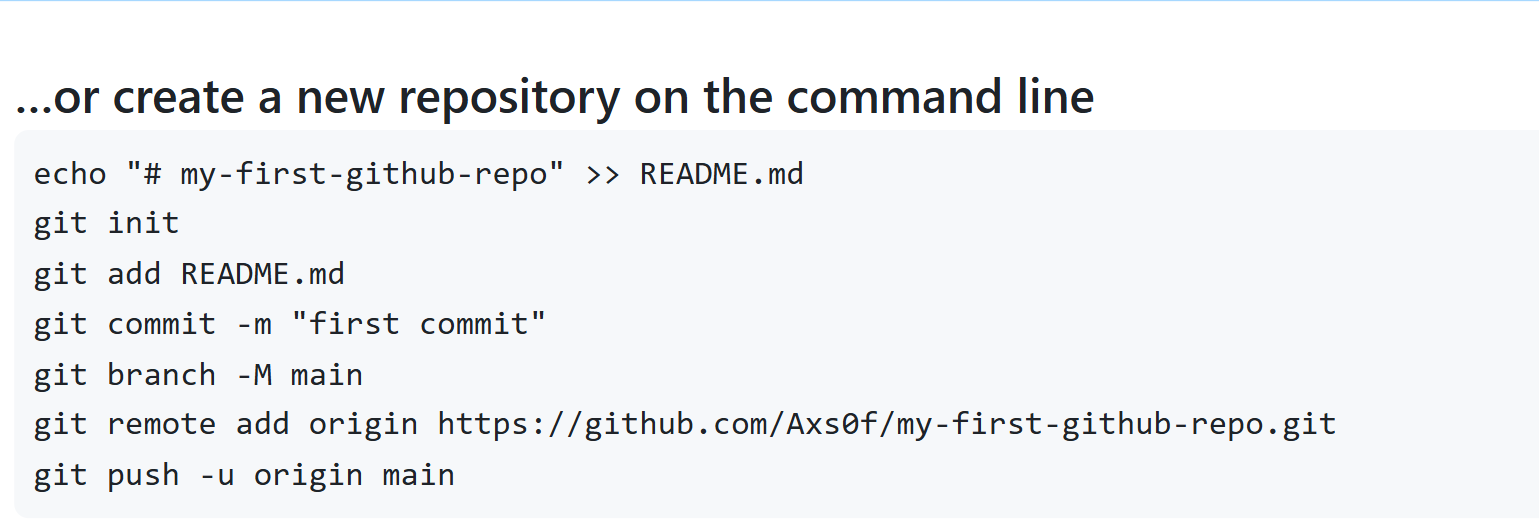 ...or create a new repository on the command line
echo "# my-first-github-repo" >> README.md
git init
git add README.md
git commit -m "first commit"
git branch -M main
git remote add origin https://github.com/Axs0f/my-first-github-repo.git
git push -u origin main